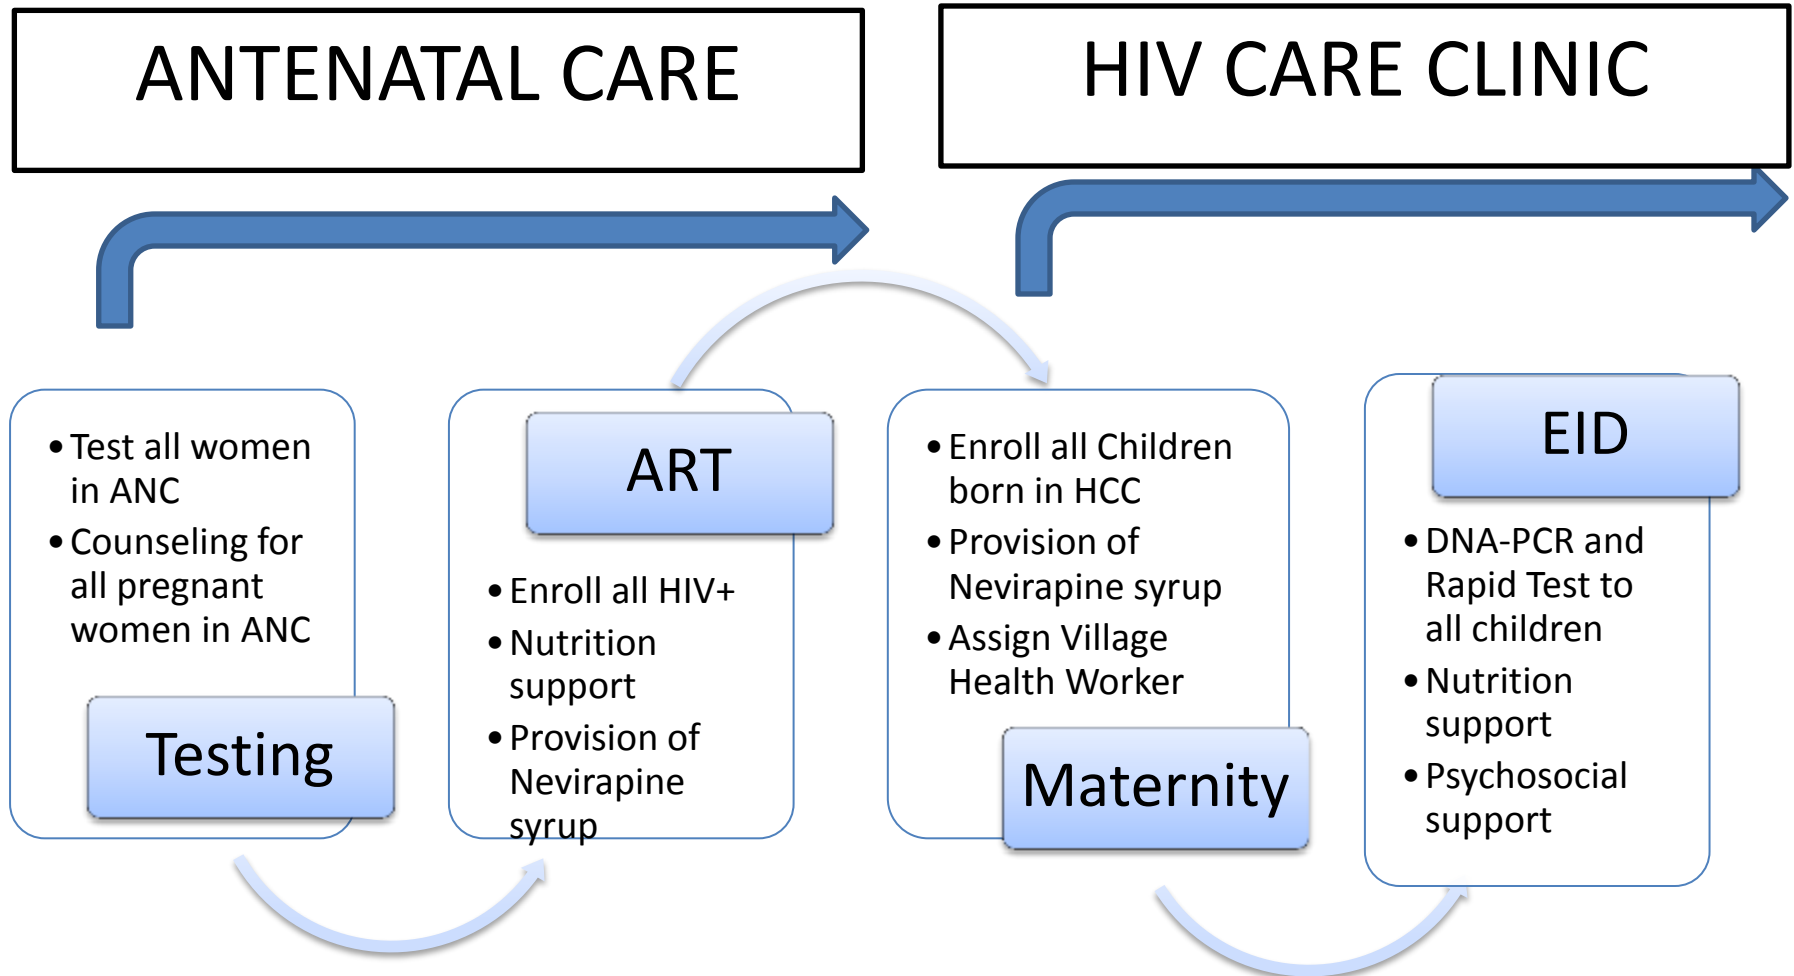 ANTENATAL CARE
HIV CARE CLINIC
• Test all women
in ANC
• Counseling for
all pregnant
women in ANC
Testing
ART
• Enroll all HIV+
• Nutrition
support
• Provision of
Nevirapine
syrup
• Enroll all Children
born in HCC
• Provision of
Nevirapine syrup
• Assign Village
Health Worker
Maternity
EID
• DNA-PCR and
Rapid Test to
all children
• Nutrition
support
• Psychosocial
support